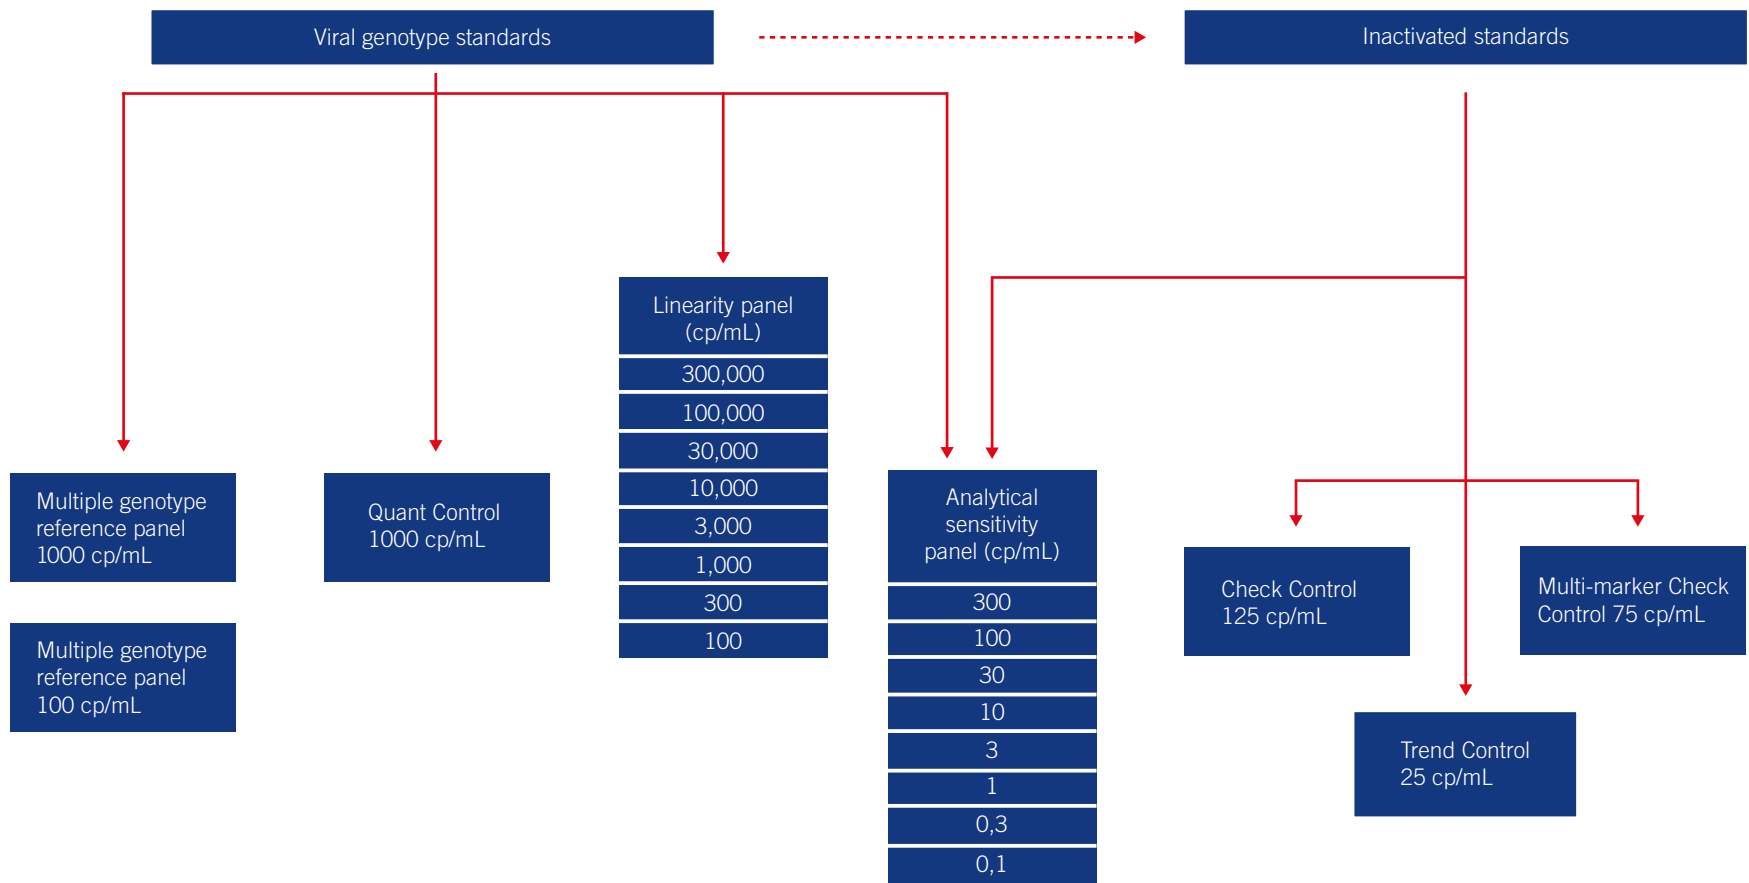 Viral genotype standards
Inactivated standards
Linearity panel
(cp/mL)
300,000
100,000
30,000
10,000
3,000
1,000
300
100
Multiple genotype
reference panel
1000 cp/mL
Multiple genotype
reference panel
100 cp/mL
Quant Control
1000 cp/mL
Analytical
sensitivity
panel (cp/mL)
300
100
30
10
3
1
0,3
0,1
Check Control
125 cp/mL
Multi-marker Check
Control 75 cp/mL
Trend Control
25 cp/mL